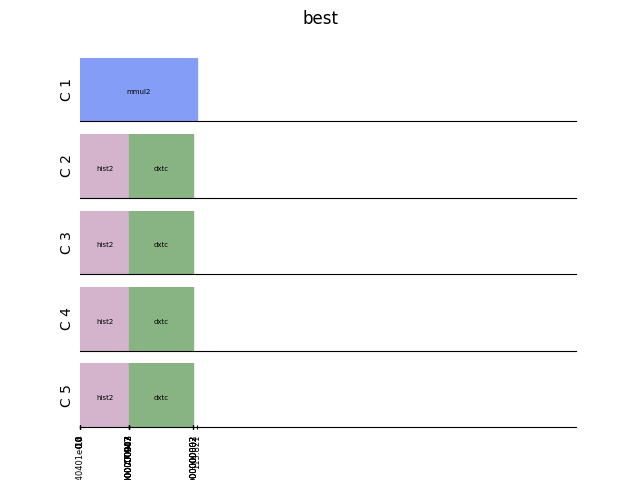 best
C 1
mmul2
C 2
hist2 dxtc
C 3
hist2 dxtc
C 4
hist2 dxtc
C 5
hist2 dxtc